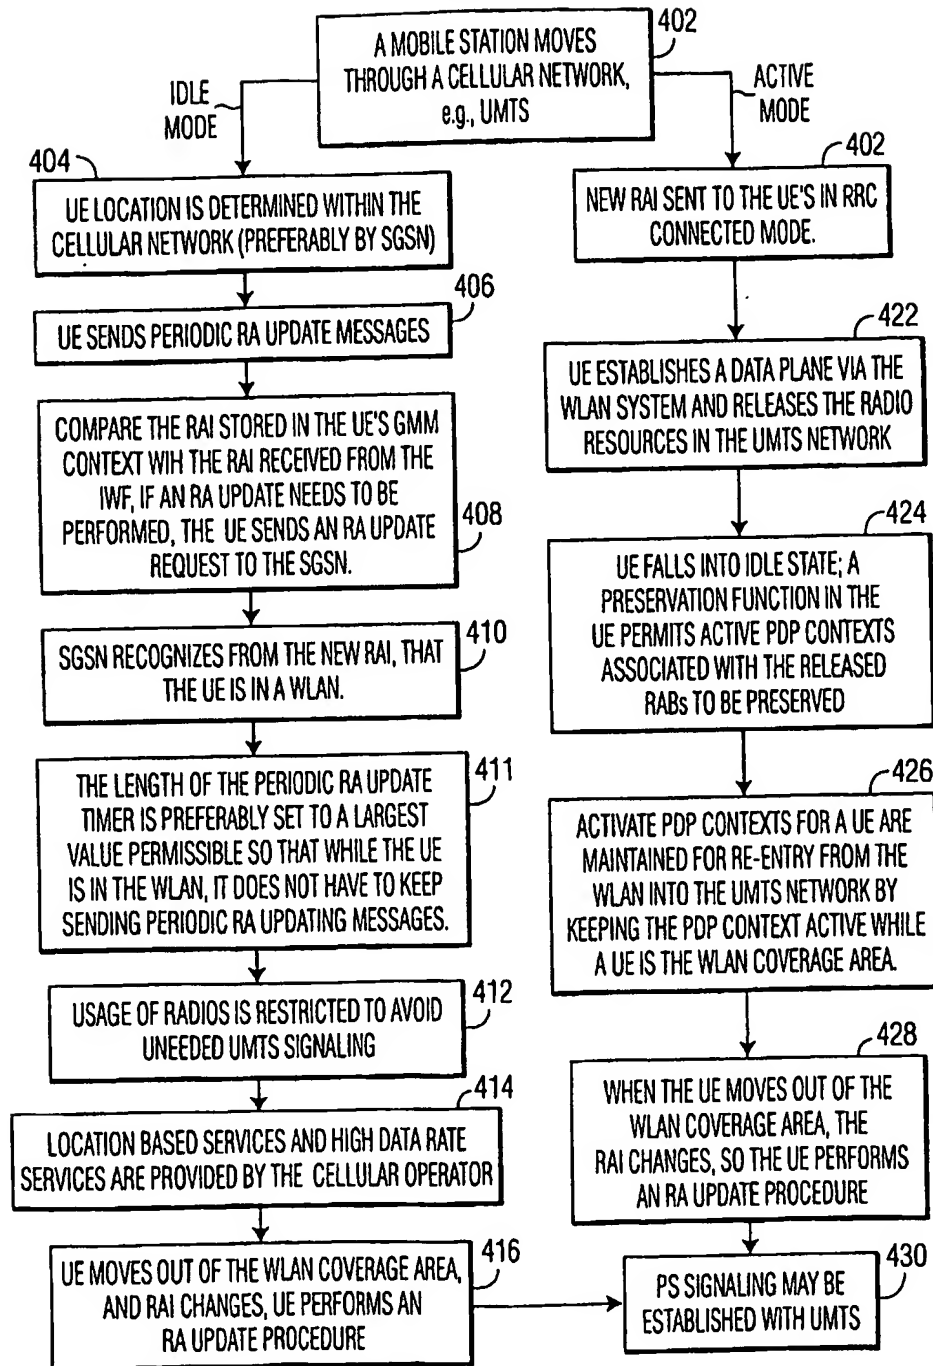 402
A MOBILE STATION MOVES
THROUGH A CELLULAR NETWORK,
e.g., UMTS
IDLE
MODE
ACTIVE
MODE
404
UE LOCATION IS DETERMINED WITHIN THE
CELLULAR NETWORK (PREFERABLY BY SGSN)
406
UE SENDS PERIODIC RA UPDATE MESSAGES
COMPARE THE RAI STORED IN THE UE'S GMM
CONTEXT WIH THE RAI RECEIVED FROM THE
IWF, IF AN RA UPDATE NEEDS TO BE
PERFORMED, THE UE SENDS AN RA UPDATE
REQUEST TO THE SGSN.
408
410
SGSN RECOGNIZES FROM THE NEW RAI, THAT
THE UE IS IN A WLAN.
411
THE LENGTH OF THE PERIODIC RA UPDATE
TIMER IS PREFERABLY SET TO A LARGEST
VALUE PERMISSIBLE SO THAT WHILE THE UE
IS IN THE WLAN, IT DOES NOT HAVE TO KEEP
SENDING PERIODIC RA UPDATING MESSAGES.
412
USAGE OF RADIOS IS RESTRICTED TO AVOID
UNEEDED UMTS SIGNALING
414
LOCATION BASED SERVICES AND HIGH DATA RATE
SERVICES ARE PROVIDED BY THE CELLULAR OPERATOR
416
UE MOVES OUT OF THE WLAN COVERAGE AREA,
AND RAI CHANGES, UE PERFORMS AN
RA UPDATE PROCEDURE
402
NEW RAI SENT TO THE UE'S IN RRC
CONNECTED MODE.
422
UE ESTABLISHES A DATA PLANE VIA THE
WLAN SYSTEM AND RELEASES THE RADIO
RESOURCES IN THE UMTS NETWORK
424
UE FALLS INTO IDLE STATE; A
PRESERVATION FUNCTION IN THE
UE PERMITS ACTIVE PDP CONTEXTS
ASSOCIATED WITH THE RELEASED
RABs TO BE PRESERVED
426
ACTIVATE PDP CONTEXTS FOR A UE ARE
MAINTAINED FOR RE-ENTRY FROM THE
WLAN INTO THE UMTS NETWORK BY
KEEPING THE PDP CONTEXT ACTIVE WHILE
A UE IS THE WLAN COVERAGE AREA.
428
WHEN THE UE MOVES OUT OF THE
WLAN COVERAGE AREA, THE
RAI CHANGES, SO THE UE PERFORMS
AN RA UPDATE PROCEDURE
430
PS SIGNALING MAY BE
ESTABLISHED WITH UMTS